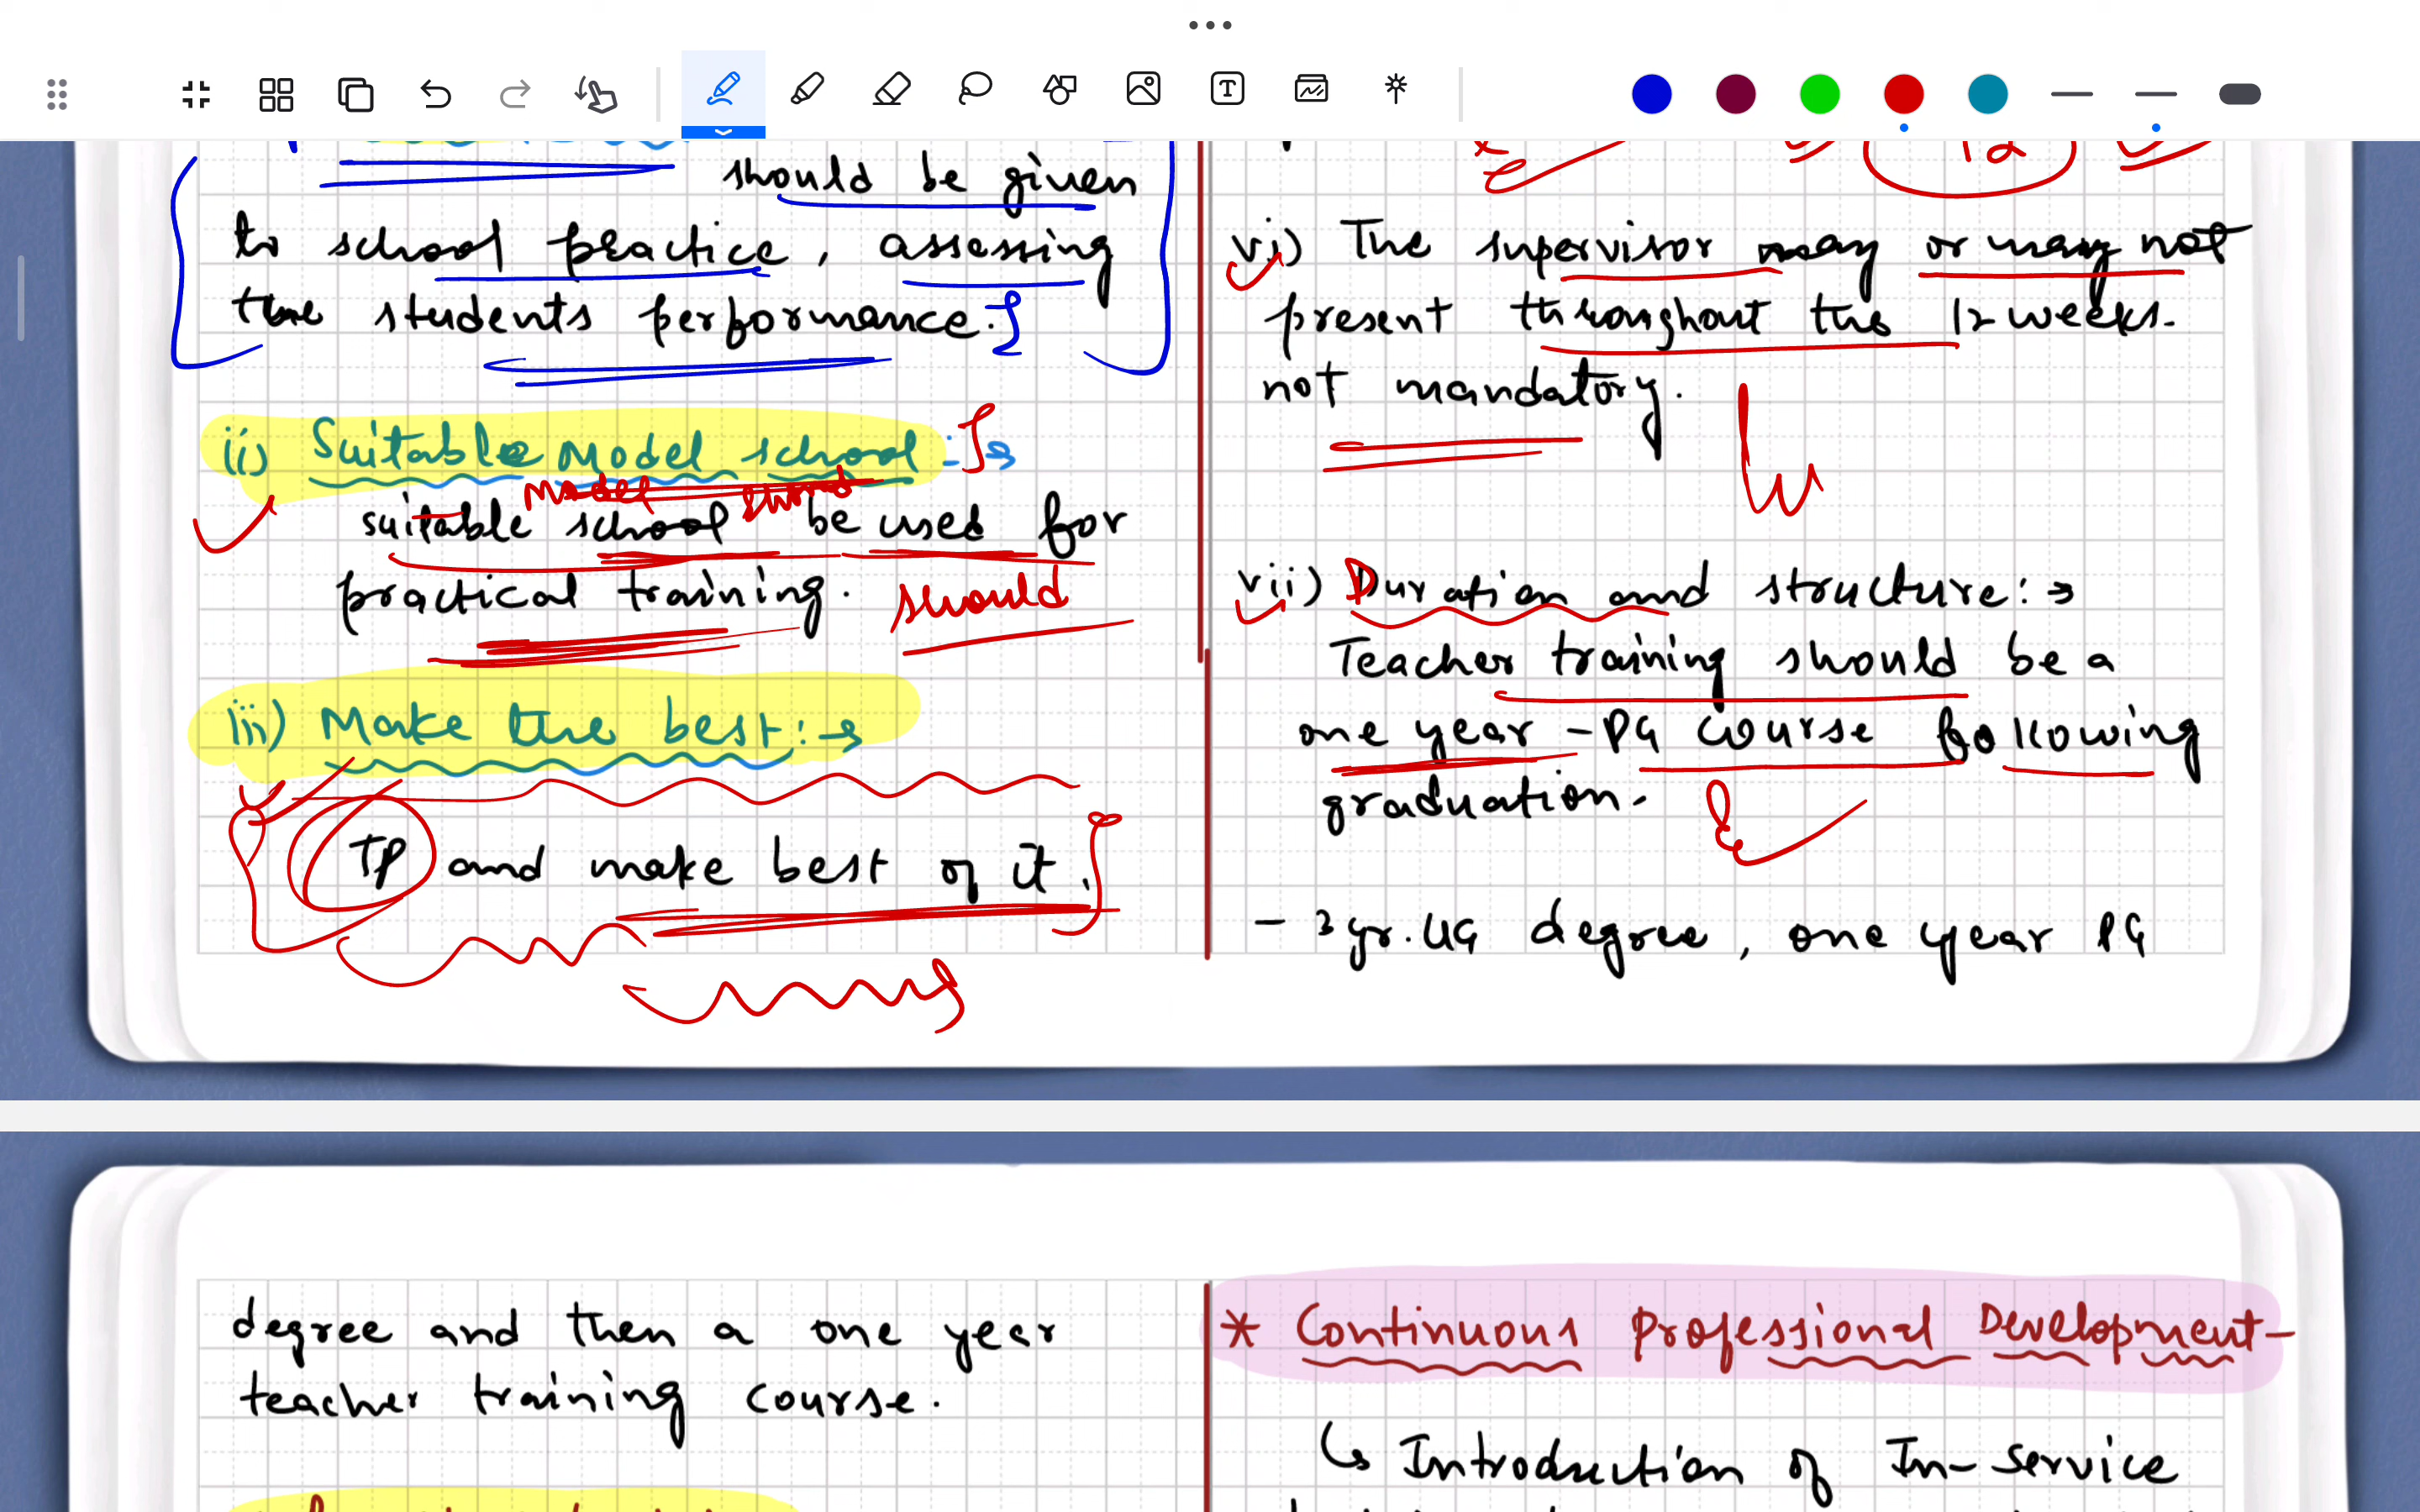 should be given
to school practice, assessing
the students performance.
ii) Suitable Model school :→
model should
suitable school be used for
practical training. should
iii) Make the best :→
TP and make best of it.
12
vi) The supervisor may or may not
present throughout the 12 weeks.
not mandatory.
vii) Duration and structure :→
Teacher training should be a
one year - PG course following
graduation.
- 3 yr. UG degree, one year PG
degree and then a one year
teacher training course.
* Continuous Professional Development-
↳ Introduction of In-service